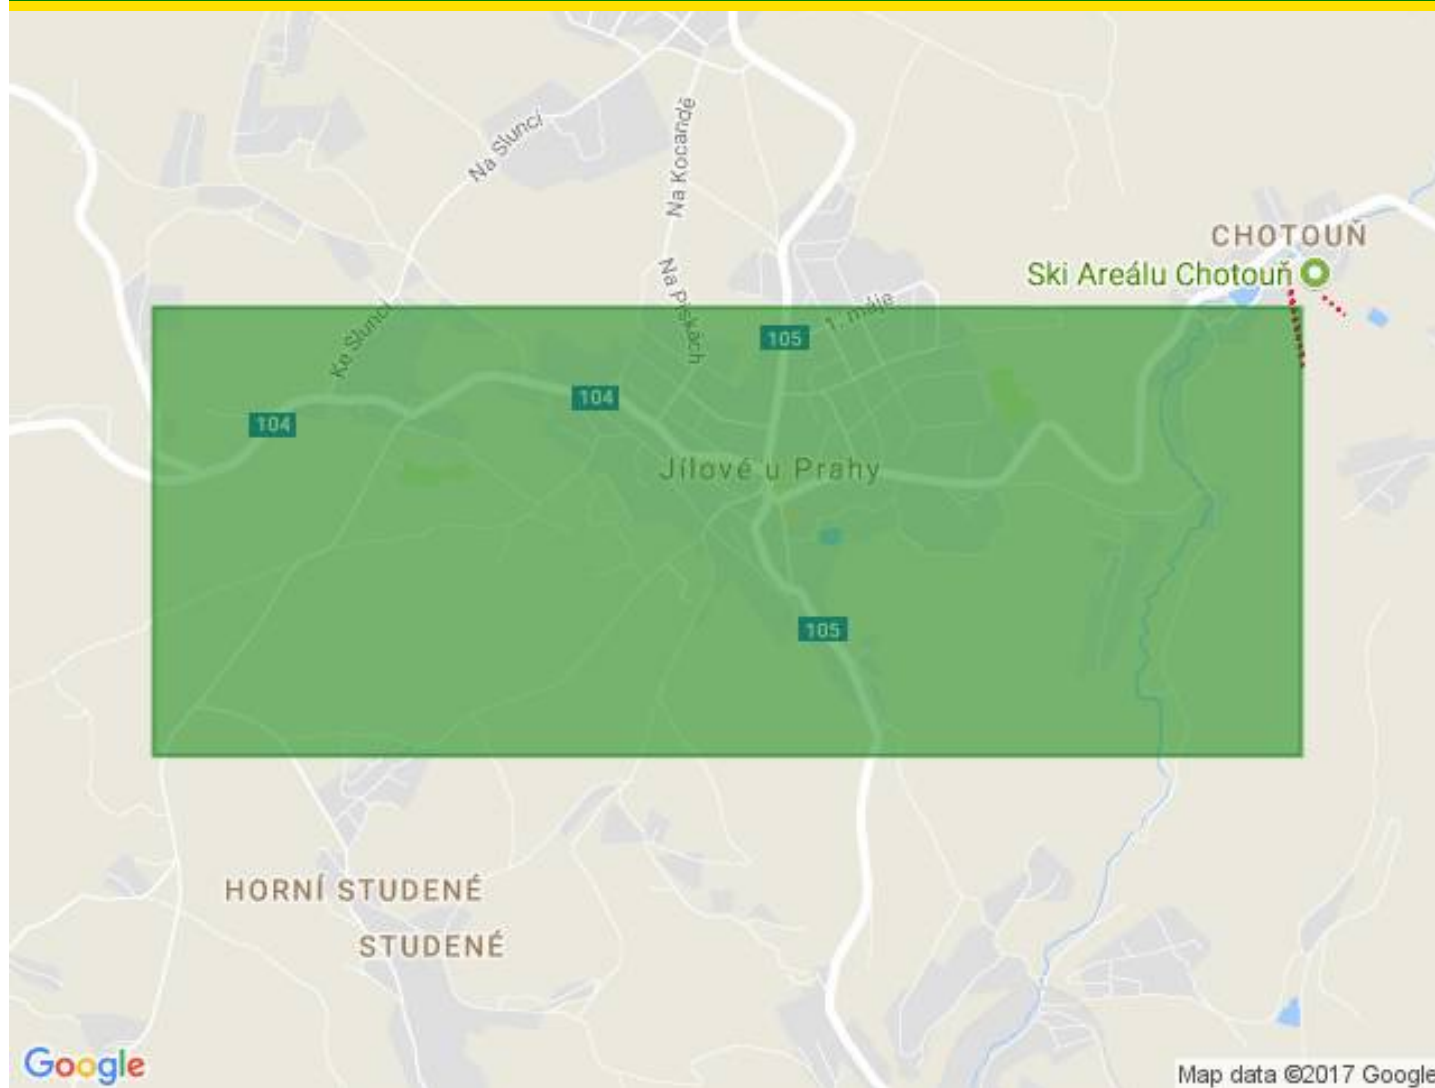 Na Slunci
Na Kocandě
CHOTOUŇ
Ski Areálu Chotouň
Na Pískách
1. máje
Ke Slunci
105
104
104
Jílové u Prahy
105
HORNÍ STUDENÉ
STUDENÉ
Google
Map data ©2017 Google